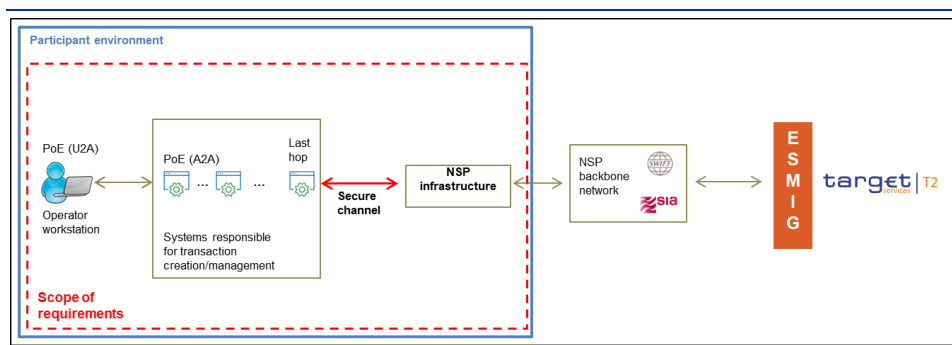 Participant environment
PoE (U2A)
Operator
workstation
PoE (A2A)
Last
hop
... ...
Systems responsible
for transaction
creation/management
Secure
channel
NSP
infrastructure
Scope of
requirements
NSP
backbone
network
SWIFT
sia
E
S
M
I
G
target | T2
services